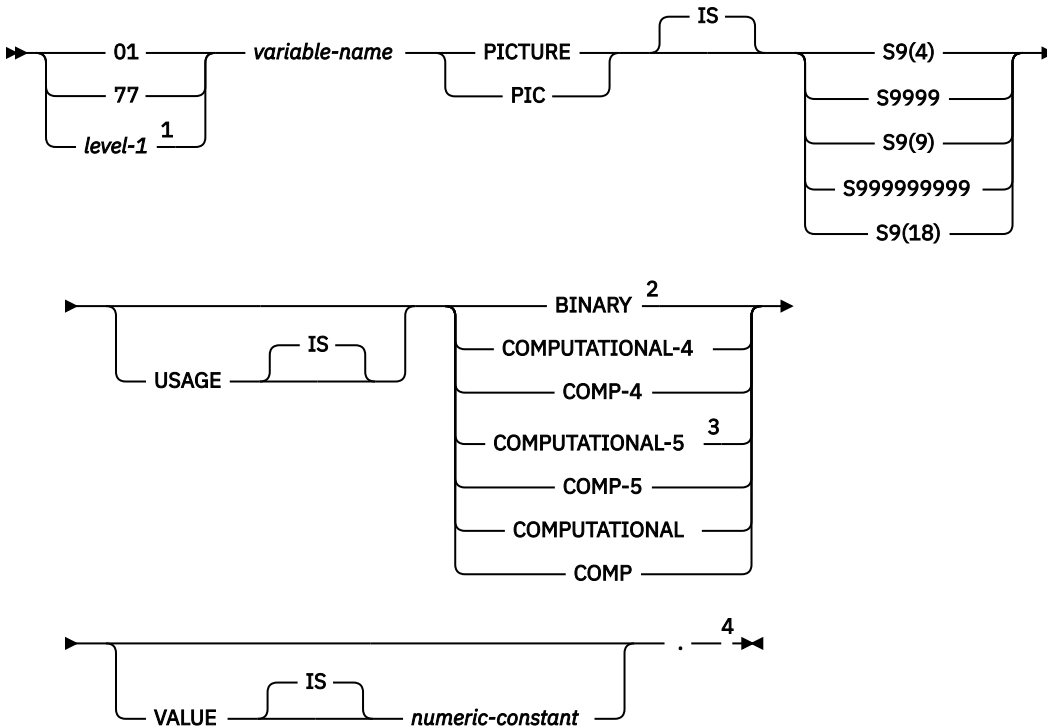 IS
01 variable-name PICTURE S9(4)
77 PIC S9999
level-1 1 S9(9)
S999999999
S9(18)
BINARY 2
IS COMPUTATIONAL-4
USAGE COMP-4
COMPUTATIONAL-5 3
COMP-5
COMPUTATIONAL
COMP
. 4
IS
VALUE numeric-constant